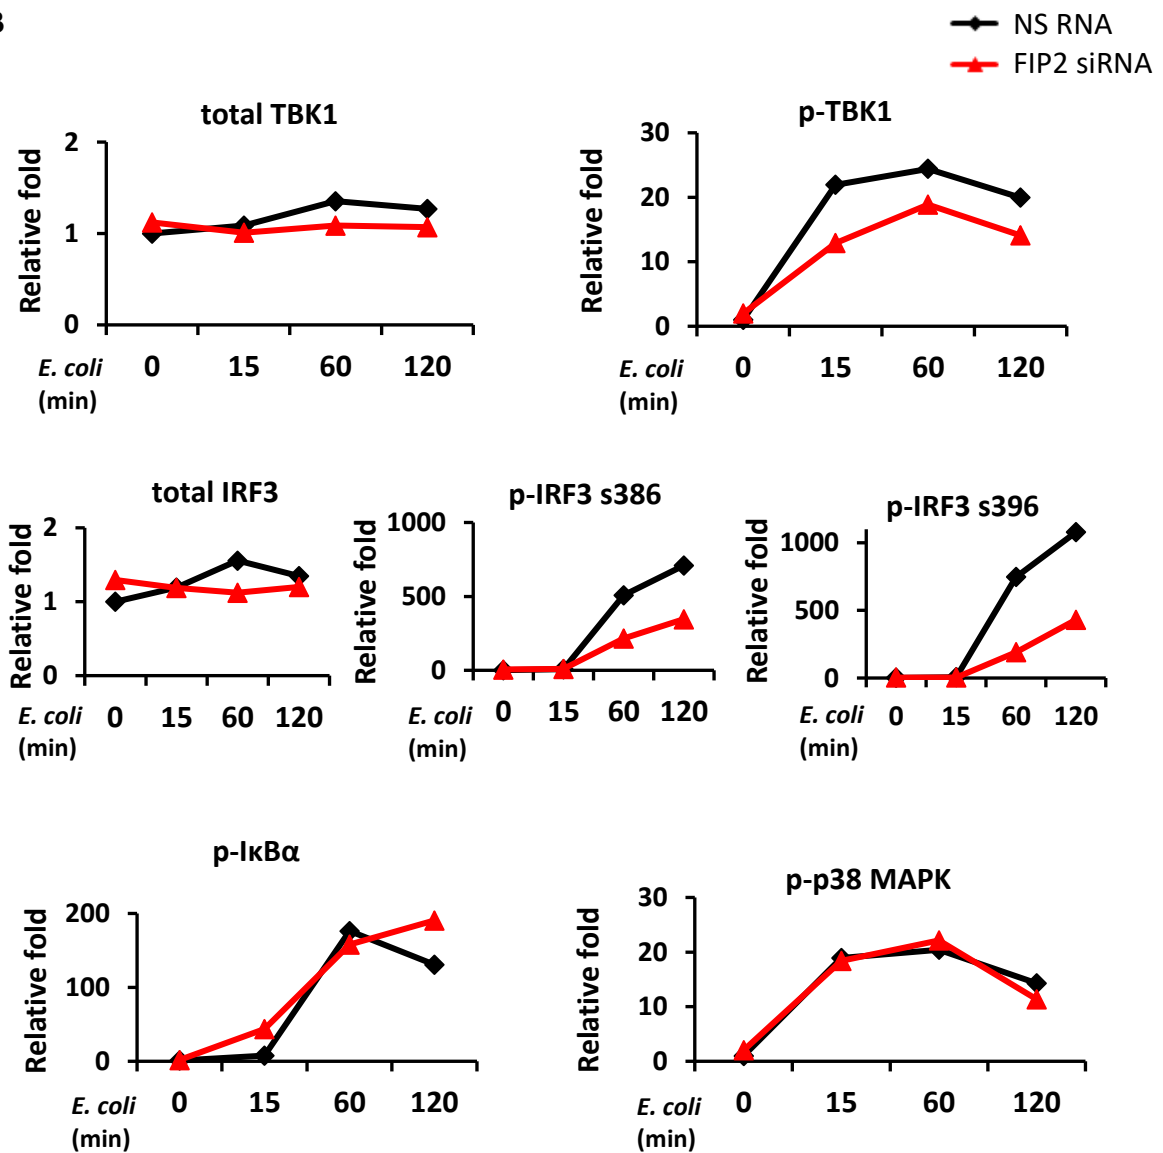 B
NS RNA
FIP2 siRNA
total TBK1
Relative fold
2
1
0
E. coli
(min)
0 15 60 120
p-TBK1
Relative fold
30
20
10
0
E. coli
(min)
0 15 60 120
total IRF3
Relative fold
2
1
0
E. coli
(min)
0 15 60 120
p-IRF3 s386
Relative fold
1000
500
0
E. coli
(min)
0 15 60 120
p-IRF3 s396
Relative fold
1000
500
0
E. coli
(min)
0 15 60 120
p-IκBα
Relative fold
200
100
0
E. coli
(min)
0 15 60 120
p-p38 MAPK
Relative fold
30
20
10
0
E. coli
(min)
0 15 60 120